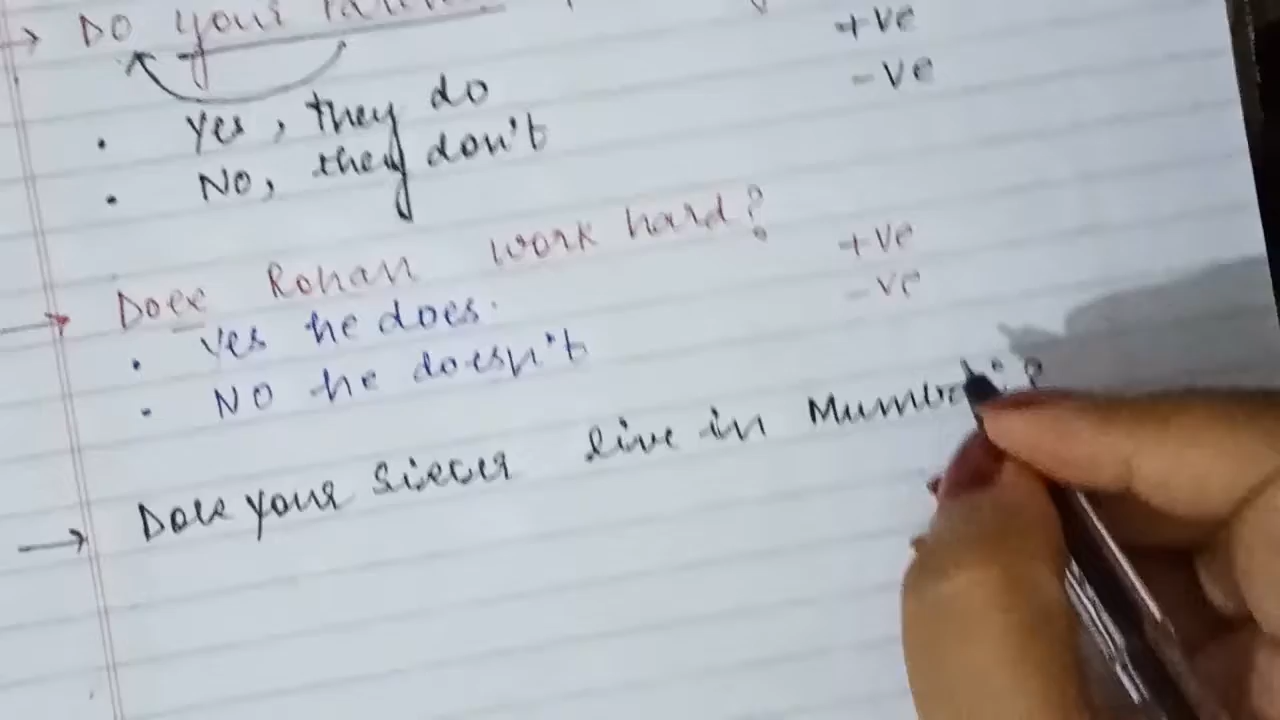 → Do your +ve
-ve
• Yes, they do
• No, they don't
→ Does Rohan work hard? +ve
-ve
• Yes he does.
• NO he doesn't
→ Does your sister live in Mumbai?